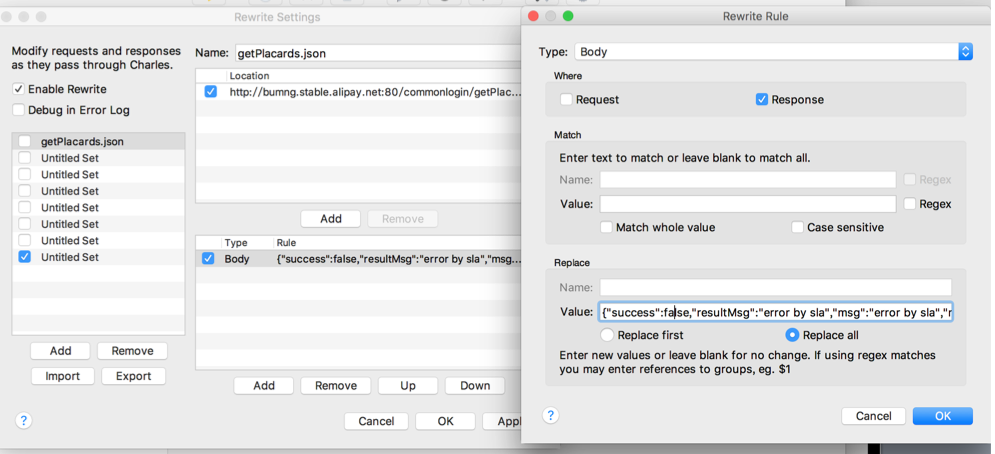 Rewrite Settings
Modify requests and responses
as they pass through Charles.
Enable Rewrite
Debug in Error Log
getPlacards.json
Untitled Set
Untitled Set
Untitled Set
Untitled Set
Untitled Set
Untitled Set
Untitled Set
Add
Remove
Import
Export
?
Name: getPlacards.json
Location
http://bumng.stable.alipay.net:80/commonlogin/getPlac...
Add
Remove
Type Rule
Body {"success":false,"resultMsg":"error by sla","msg...
Add
Remove
Up
Down
Cancel
OK
Appl
Rewrite Rule
Type: Body
Where
Request
Response
Match
Enter text to match or leave blank to match all.
Name:
Regex
Value:
Regex
Match whole value
Case sensitive
Replace
Name:
Value: {"success":false,"resultMsg":"error by sla","msg":"error by sla","r
Replace first
Replace all
Enter new values or leave blank for no change. If using regex matches
you may enter references to groups, eg. $1
?
Cancel
OK